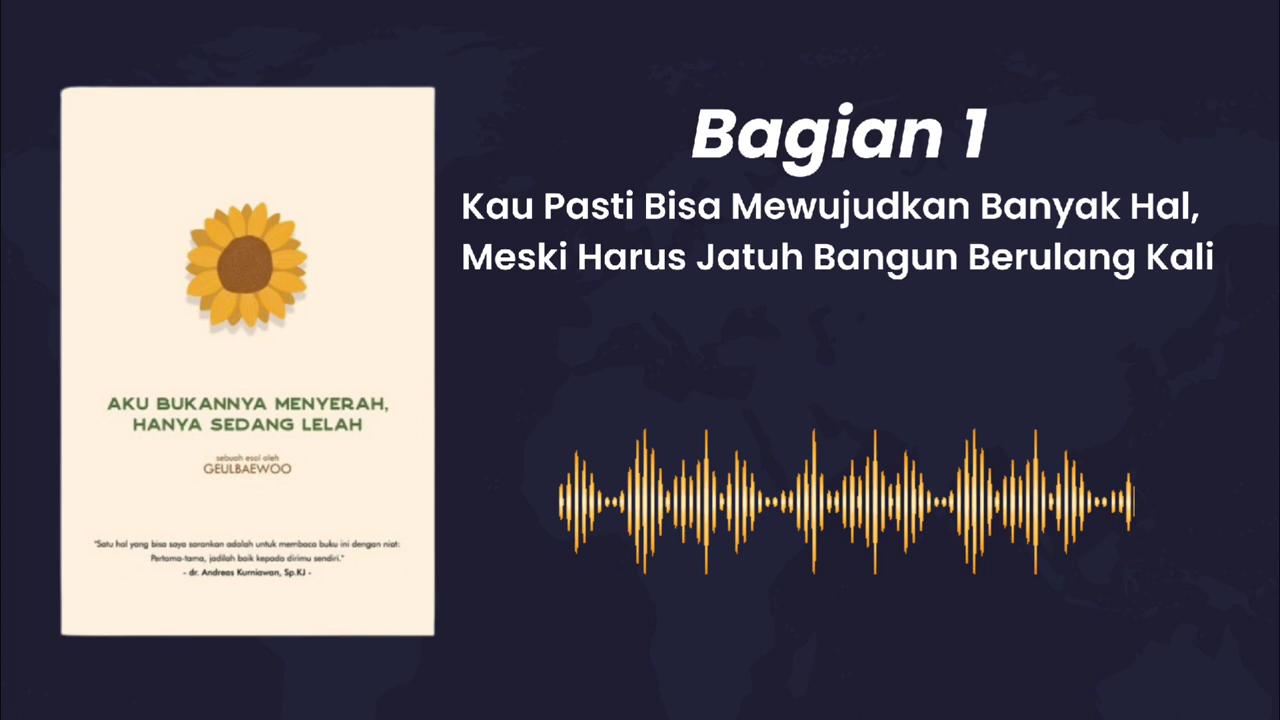 Bagian 1
Kau Pasti Bisa Mewujudkan Banyak Hal,
Meski Harus Jatuh Bangun Berulang Kali
AKU BUKANNYA MENYERAH,
HANYA SEDANG LELAH
sebuah esai oleh
GEULBAEWOO
"Satu hal yang bisa saya sarankan adalah untuk membaca buku ini dengan niat:
Pertama-tama, jadilah baik kepada dirimu sendiri."
- dr. Andreas Kurniawan, Sp.KJ -